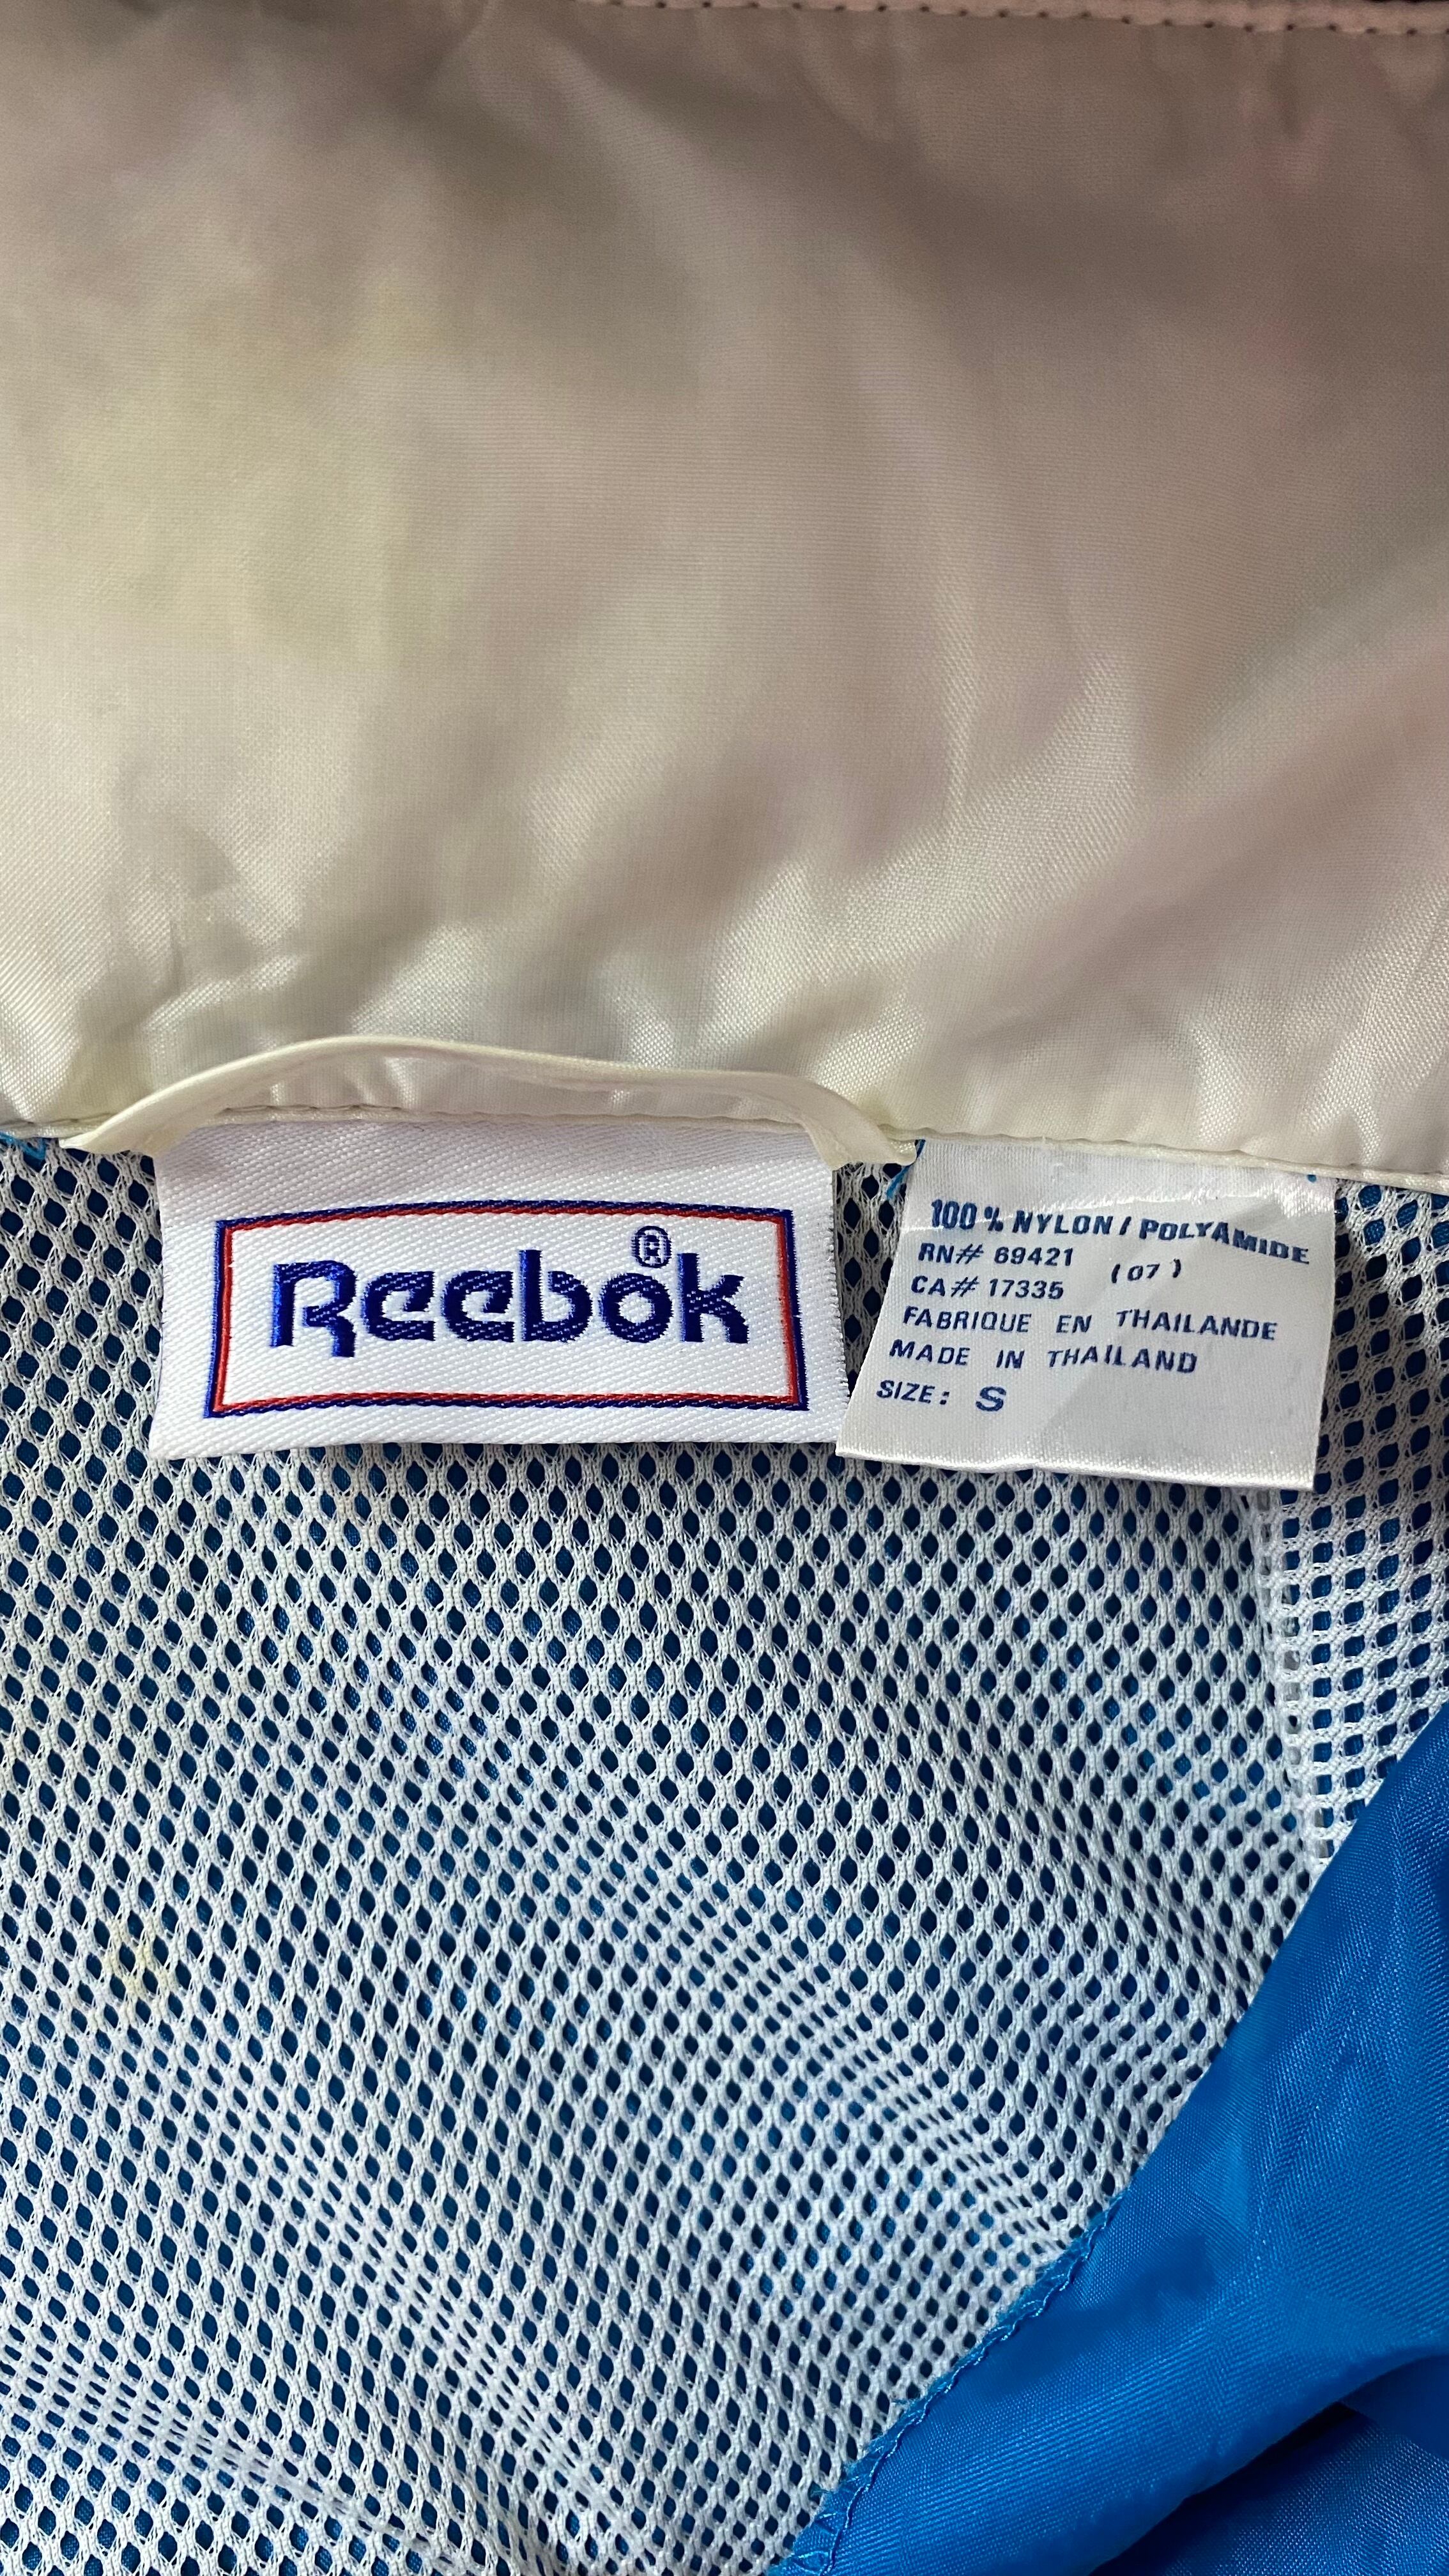 Reebok®
100% NYLON / POLYAMIDE
RN# 69421 (07)
CA# 17335
FABRIQUE EN THAILANDE
MADE IN THAILAND
SIZE: S